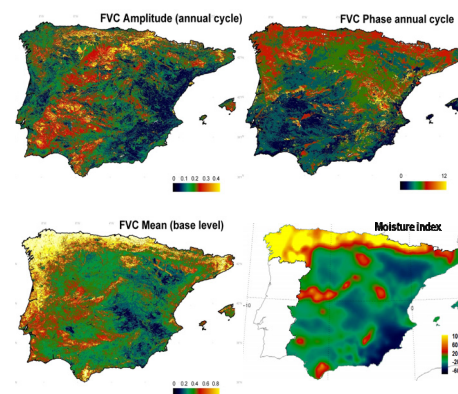 FVC Amplitude (annual cycle)
0 0.1 0.2 0.3 0.4
FVC Phase annual cycle
0 12
FVC Mean (base level)
0 0.2 0.4 0.6 0.8
Moisture index
-10
0